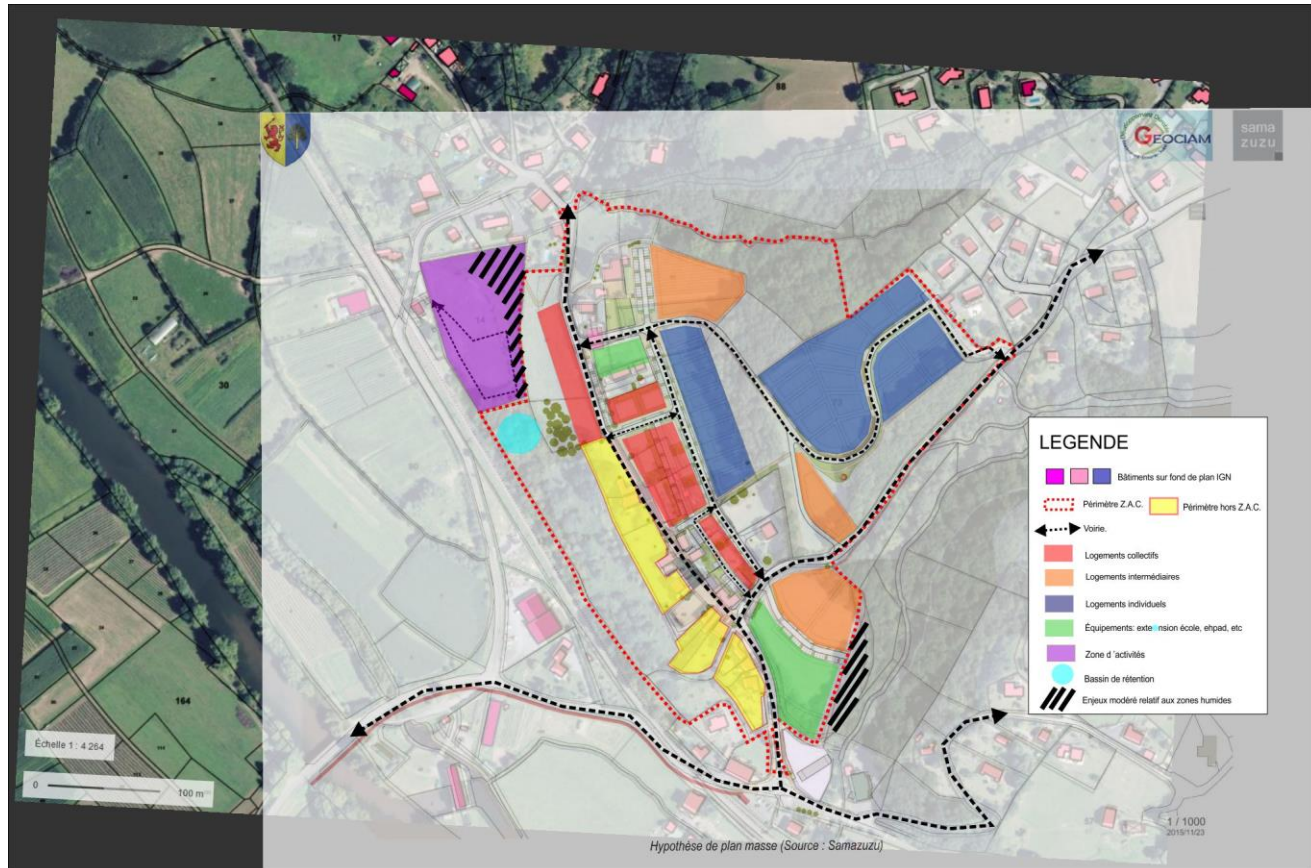 17
88
GEOCIAM
sama
zuzu
30
164
LEGENDE
Bâtiments sur fond de plan IGN
Périmètre Z.A.C.
Périmètre hors Z.A.C.
Voirie.
Logements collectifs
Logements intermédiaires
Logements individuels
Équipements: extension école, ehpad, etc
Zone d ´activités
Bassin de rétention
Enjeux modéré relatif aux zones humides
Échelle 1 : 4 264
0
100 m
1 / 1000
2015/11/23
Hypothèse de plan masse (Source : Samazuzu)